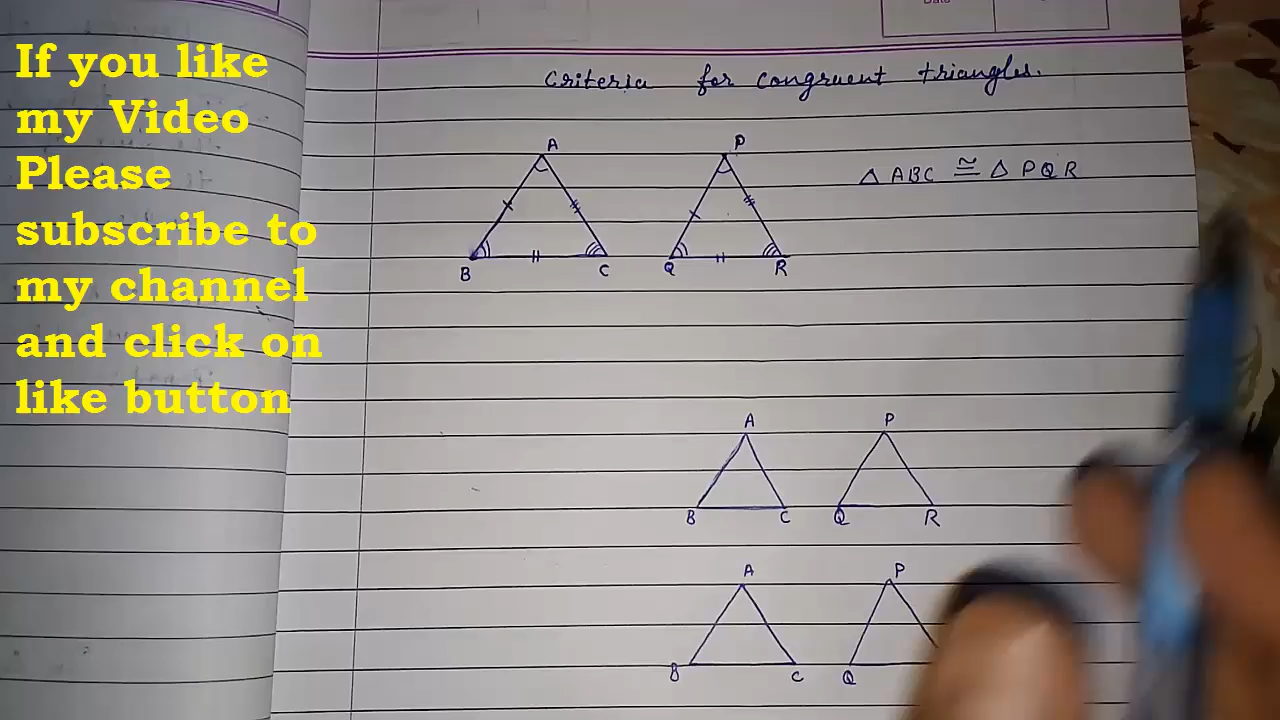 Date
If you like
my Video
Please
subscribe to
my channel
and click on
like button
Criteria for congruent triangles.
A P
△ ABC ≅ △ PQR
B C Q R
A P
B C Q R
A P
B C Q